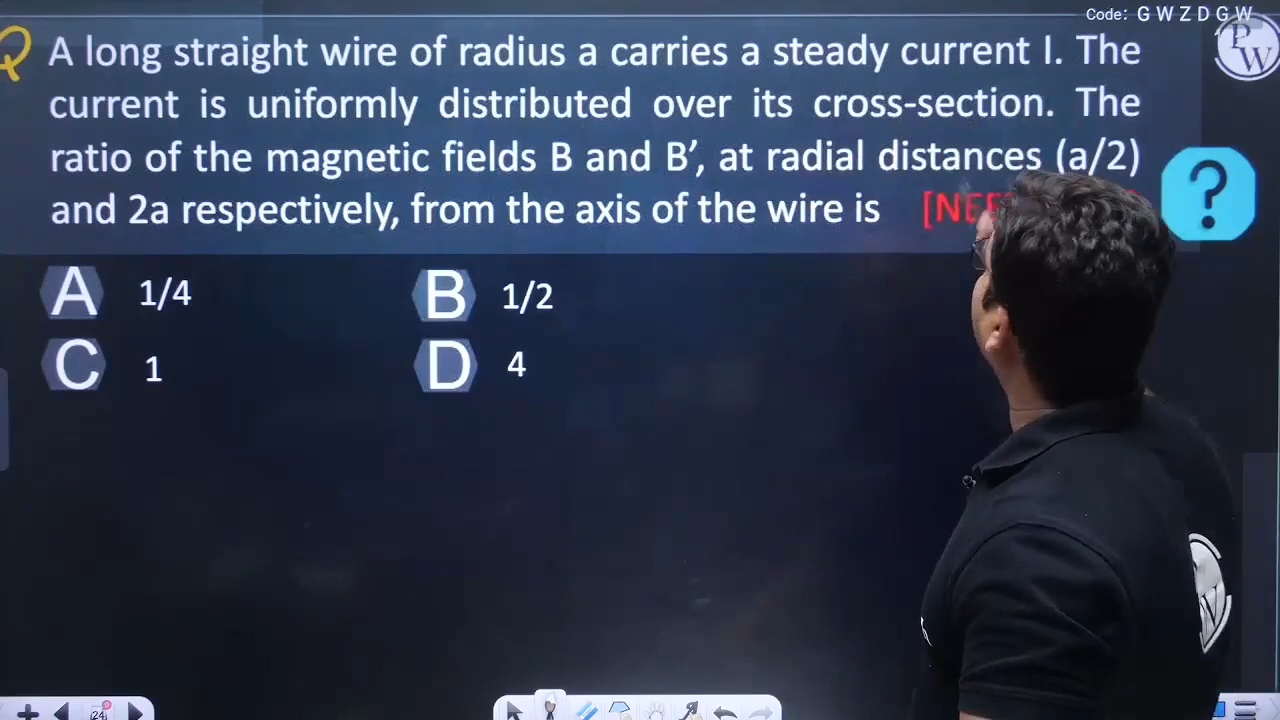 Code: G W Z D G W
Q A long straight wire of radius a carries a steady current I. The
current is uniformly distributed over its cross-section. The
ratio of the magnetic fields B and B’, at radial distances (a/2)
and 2a respectively, from the axis of the wire is
?
A 1/4
B 1/2
C 1
D 4
PW
24